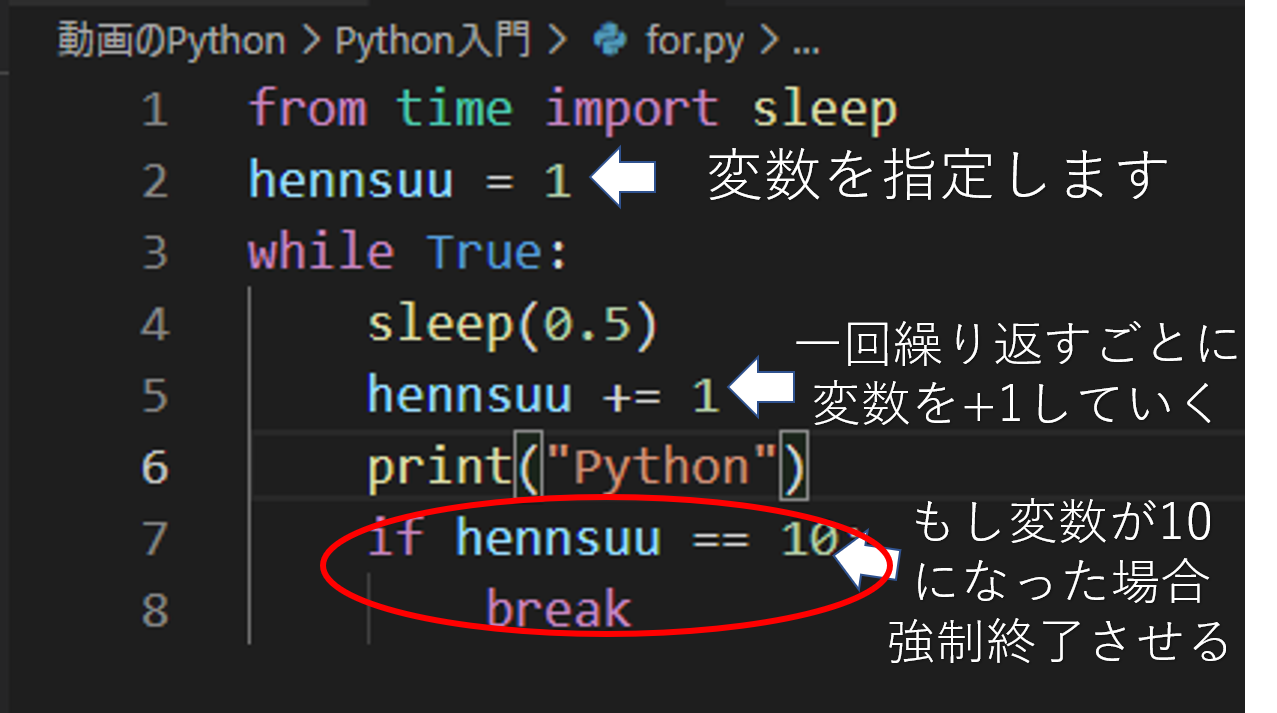 動画のPython > Python入門 > for.py > ...
1 from time import sleep
2 hennsuu = 1 変数を指定します
3 while True:
4 sleep(0.5)
一回繰り返すごとに
5 hennsuu += 1
変数を+1していく
6 print("Python")
7 if hennsuu == 10:
もし変数が10
になった場合
8 break
強制終了させる